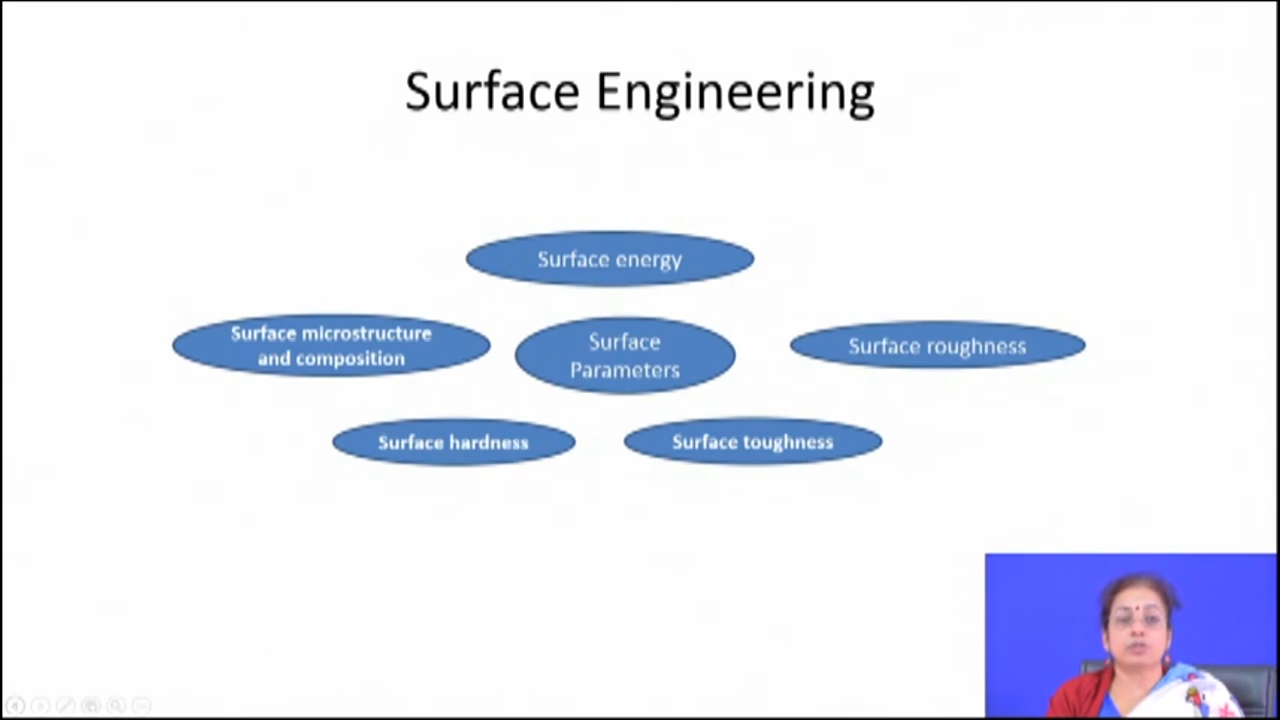 Surface Engineering
Surface energy
Surface microstructure
and composition
Surface
Parameters
Surface roughness
Surface hardness
Surface toughness